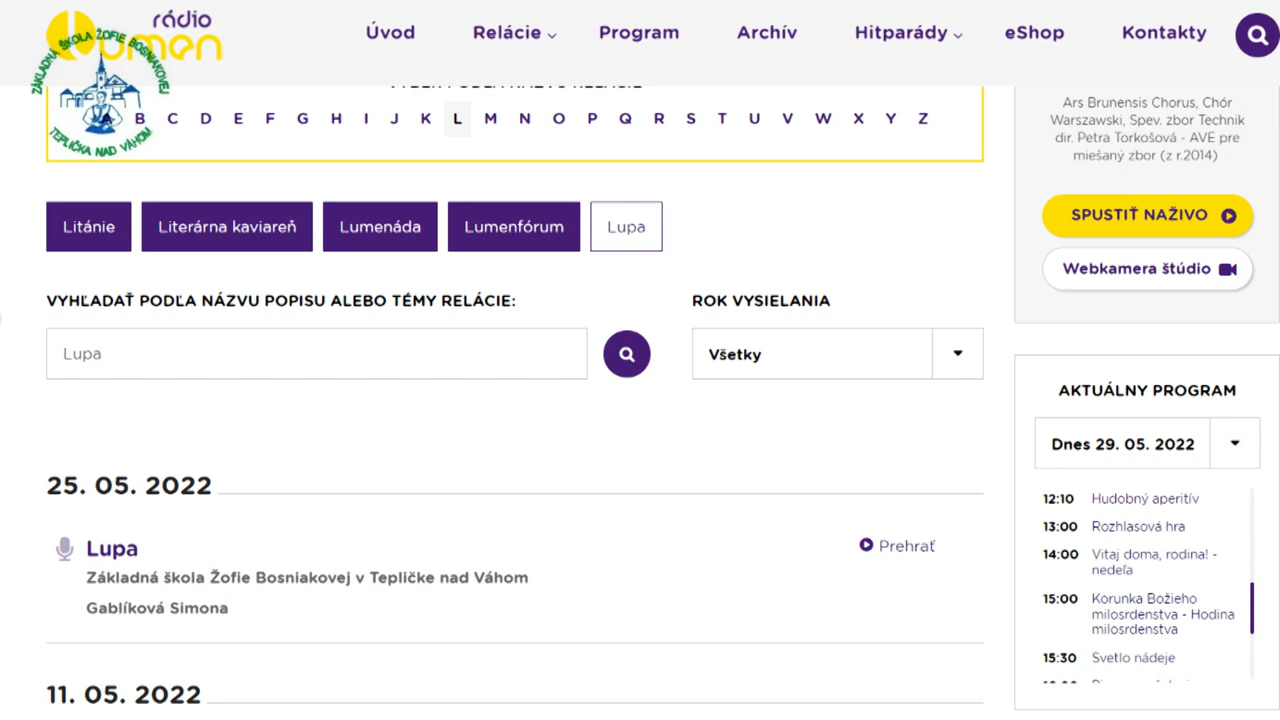 rádio
lumen
Úvod
Relácie
Program
Archív
Hitparády
eShop
Kontakty
ZÁKLADNÁ ŠKOLA ŽOFIE BOSNIAKOVEJ
TEPLIČKA NAD VÁHOM
A B C D E F G H I J K L M N O P Q R S T U V W X Y Z
Litánie
Literárna kaviareň
Lumenáda
Lumenfórum
Lupa
VYHĽADAŤ PODĽA NÁZVU POPISU ALEBO TÉMY RELÁCIE:
Lupa
ROK VYSIELANIA
Všetky
25. 05. 2022
Lupa
Prehrať
Základná škola Žofie Bosniakovej v Tepličke nad Váhom
Gablíková Simona
11. 05. 2022
Ars Brunensis Chorus, Chór
Warszawski, Spev. zbor Technik
dir. Petra Torkošová - AVE pre
miešaný zbor (z r.2014)
SPUSTIŤ NAŽIVO
Webkamera štúdio
AKTUÁLNY PROGRAM
Dnes 29. 05. 2022
12:10 Hudobný aperitív
13:00 Rozhlasová hra
14:00 Vitaj doma, rodina! -
nedeľa
15:00 Korunka Božieho
milosrdenstva - Hodina
milosrdenstva
15:30 Svetlo nádeje